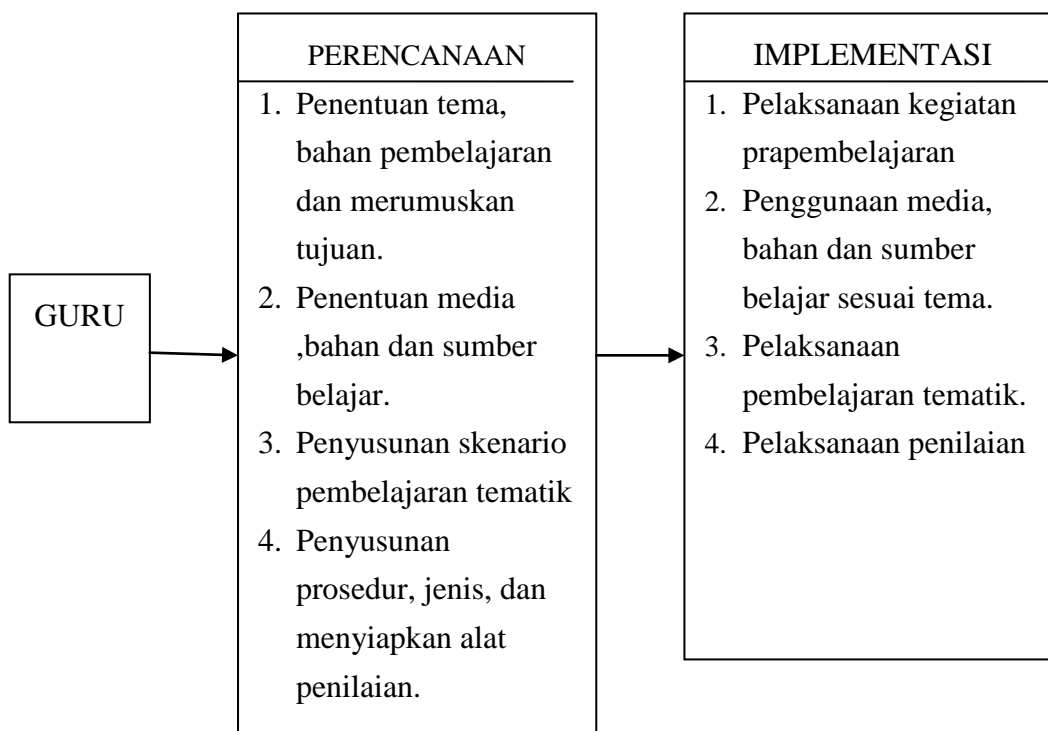 GURU
PERENCANAAN
1. Penentuan tema,
bahan pembelajaran
dan merumuskan
tujuan.
2. Penentuan media
,bahan dan sumber
belajar.
3. Penyusunan skenario
pembelajaran tematik
4. Penyusunan
prosedur, jenis, dan
menyiapkan alat
penilaian.
IMPLEMENTASI
1. Pelaksanaan kegiatan
prapembelajaran
2. Penggunaan media,
bahan dan sumber
belajar sesuai tema.
3. Pelaksanaan
pembelajaran tematik.
4. Pelaksanaan penilaian